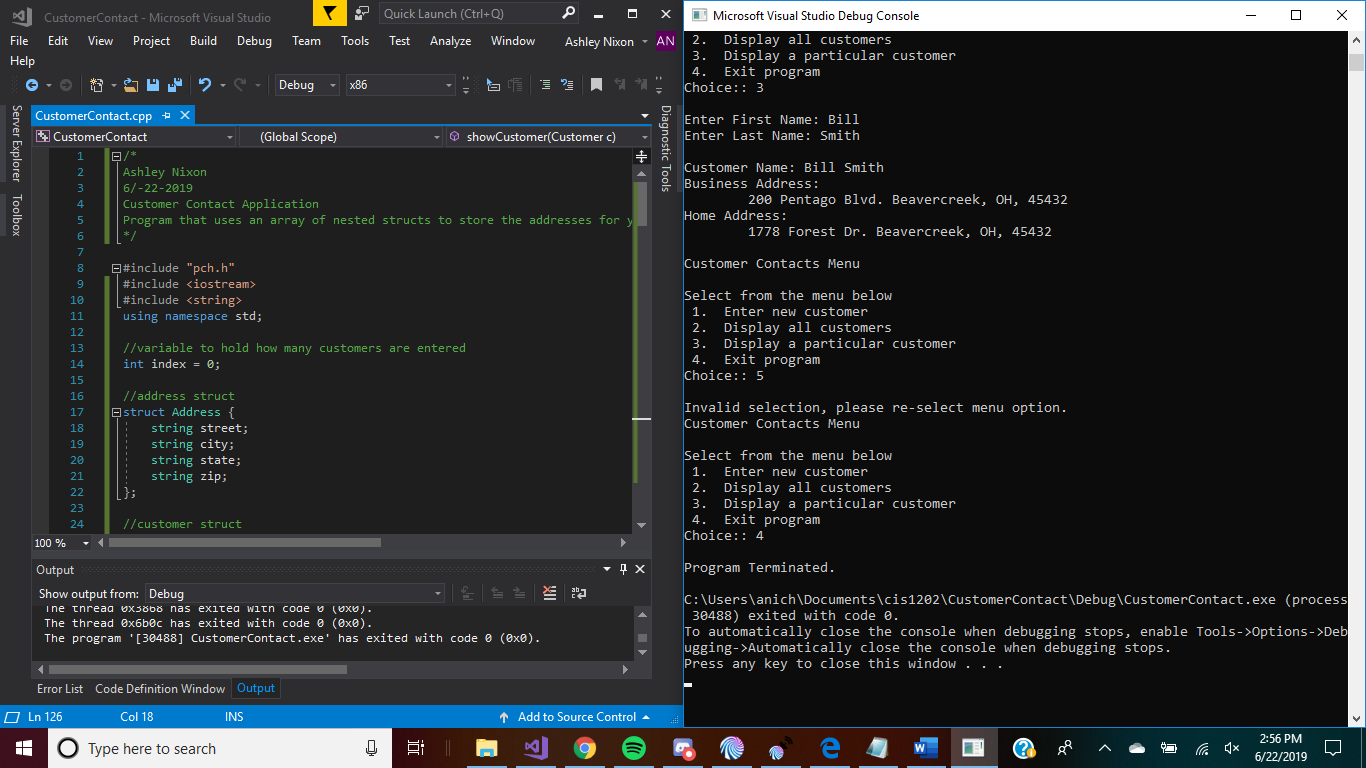 CustomerContact - Microsoft Visual Studio
Quick Launch (Ctrl+Q)
File Edit View Project Build Debug Team Tools Test Analyze Window Ashley Nixon AN
Help
Debug x86
Server Explorer
Toolbox
CustomerContact.cpp
CustomerContact (Global Scope) showCustomer(Customer c)
1 /*
2 Ashley Nixon
3 6/-22-2019
4 Customer Contact Application
5 Program that uses an array of nested structs to store the addresses for y
6 */
7
8 #include "pch.h"
9 #include <iostream>
10 #include <string>
11 using namespace std;
12
13 //variable to hold how many customers are entered
14 int index = 0;
15
16 //address struct
17 struct Address {
18 string street;
19 string city;
20 string state;
21 string zip;
22 };
23
24 //customer struct
100 %
Diagnostic Tools
Output
Show output from: Debug
The thread 0x3868 has exited with code 0 (0x0).
The thread 0x6b0c has exited with code 0 (0x0).
The program '[30488] CustomerContact.exe' has exited with code 0 (0x0).
Error List Code Definition Window Output
Ln 126 Col 18 INS Add to Source Control
Microsoft Visual Studio Debug Console
2. Display all customers
3. Display a particular customer
4. Exit program
Choice:: 3
Enter First Name: Bill
Enter Last Name: Smith
Customer Name: Bill Smith
Business Address:
200 Pentago Blvd. Beavercreek, OH, 45432
Home Address:
1778 Forest Dr. Beavercreek, OH, 45432
Customer Contacts Menu
Select from the menu below
1. Enter new customer
2. Display all customers
3. Display a particular customer
4. Exit program
Choice:: 5
Invalid selection, please re-select menu option.
Customer Contacts Menu
Select from the menu below
1. Enter new customer
2. Display all customers
3. Display a particular customer
4. Exit program
Choice:: 4
Program Terminated.
C:\Users\anich\Documents\cis1202\CustomerContact\Debug\CustomerContact.exe (process
30488) exited with code 0.
To automatically close the console when debugging stops, enable Tools->Options->Deb
ugging->Automatically close the console when debugging stops.
Press any key to close this window . . .
Type here to search
2:56 PM
6/22/2019